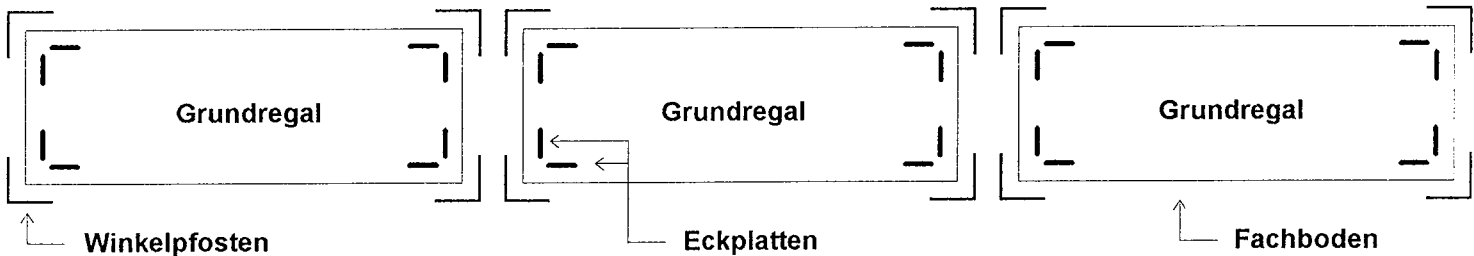 Grundregal
Grundregal
Grundregal
Winkelpfosten
Eckplatten
Fachboden